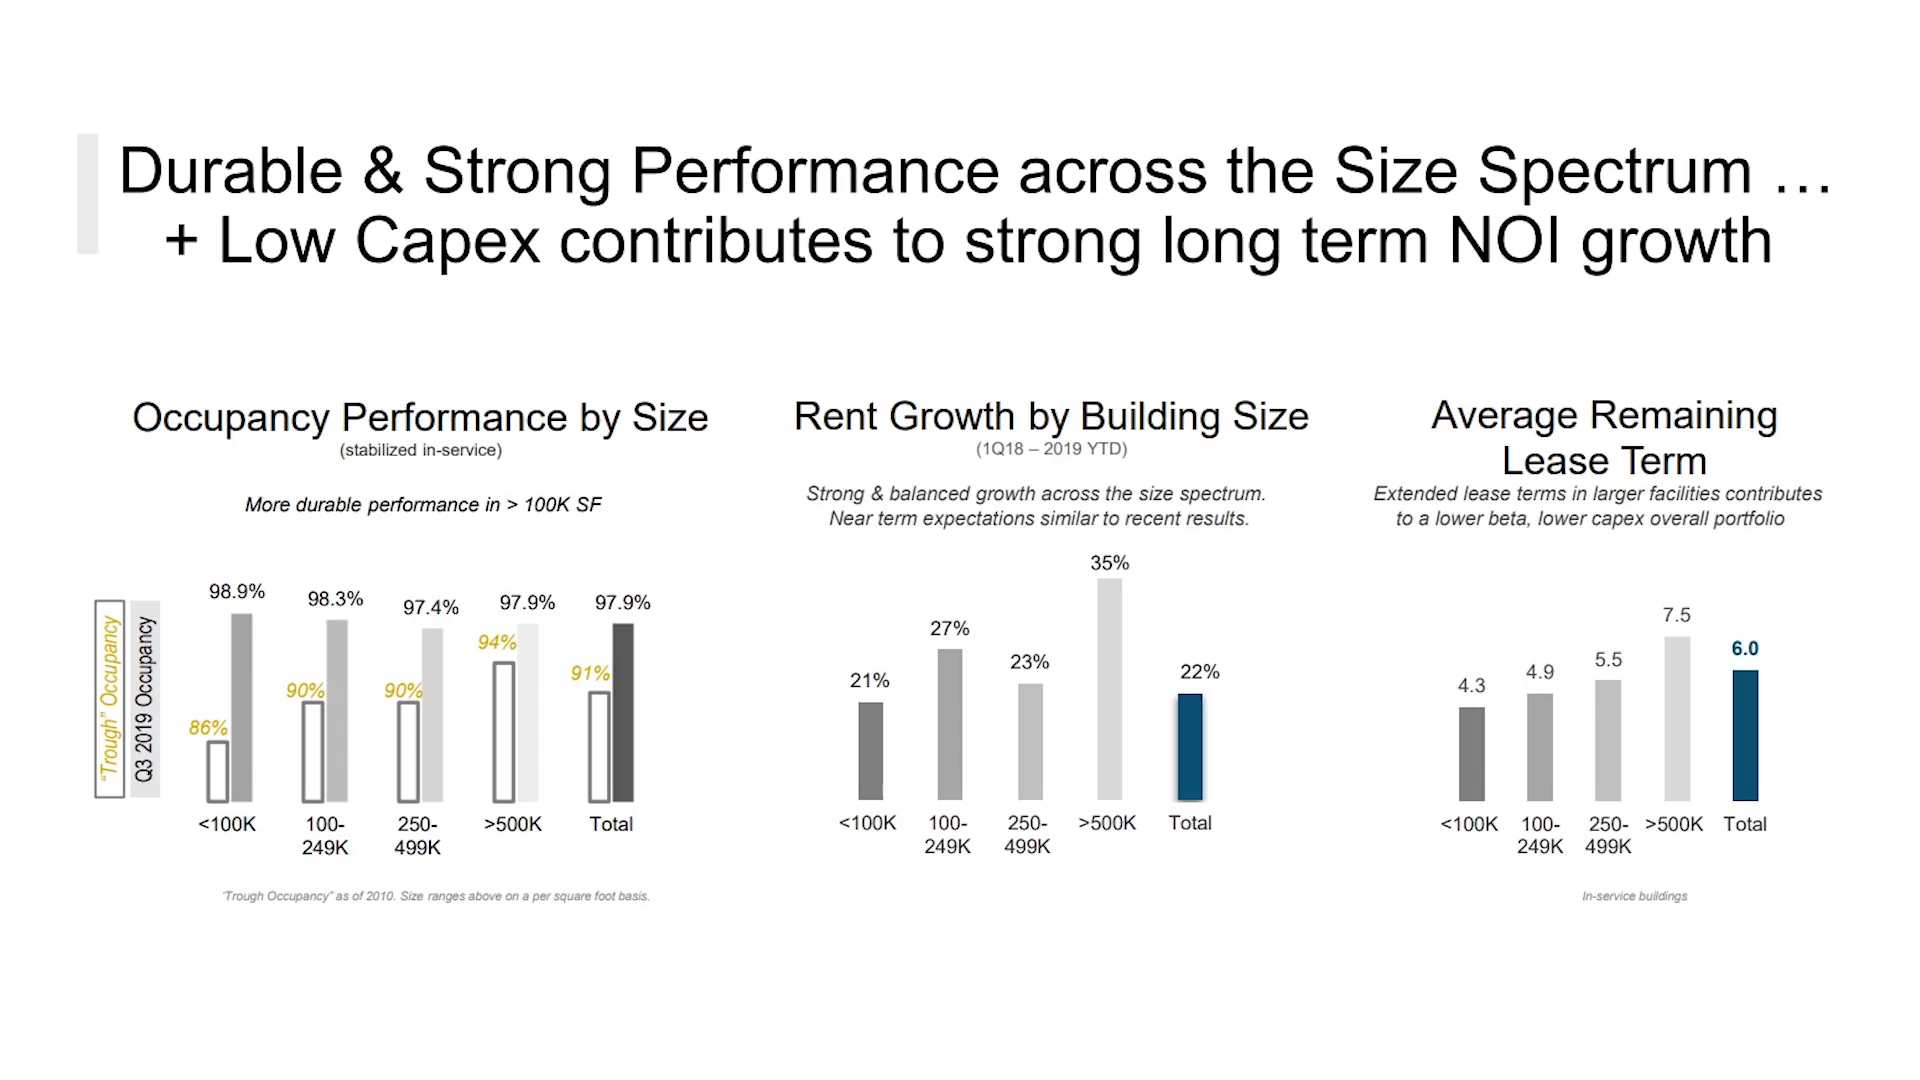 Durable & Strong Performance across the Size Spectrum …
+ Low Capex contributes to strong long term NOI growth
Occupancy Performance by Size
(stabilized in-service)
More durable performance in > 100K SF
"Trough" Occupancy
Q3 2019 Occupancy
98.9%
98.3%
97.4%
97.9%
97.9%
86%
90%
90%
94%
91%
<100K
100-
249K
250-
499K
>500K
Total
"Trough Occupancy" as of 2010. Size ranges above on a per square foot basis.
Rent Growth by Building Size
(1Q18 – 2019 YTD)
Strong & balanced growth across the size spectrum.
Near term expectations similar to recent results.
21%
27%
23%
35%
22%
<100K
100-
249K
250-
499K
>500K
Total
Average Remaining
Lease Term
Extended lease terms in larger facilities contributes
to a lower beta, lower capex overall portfolio
4.3
4.9
5.5
7.5
6.0
<100K
100-
249K
250-
499K
>500K
Total
In-service buildings